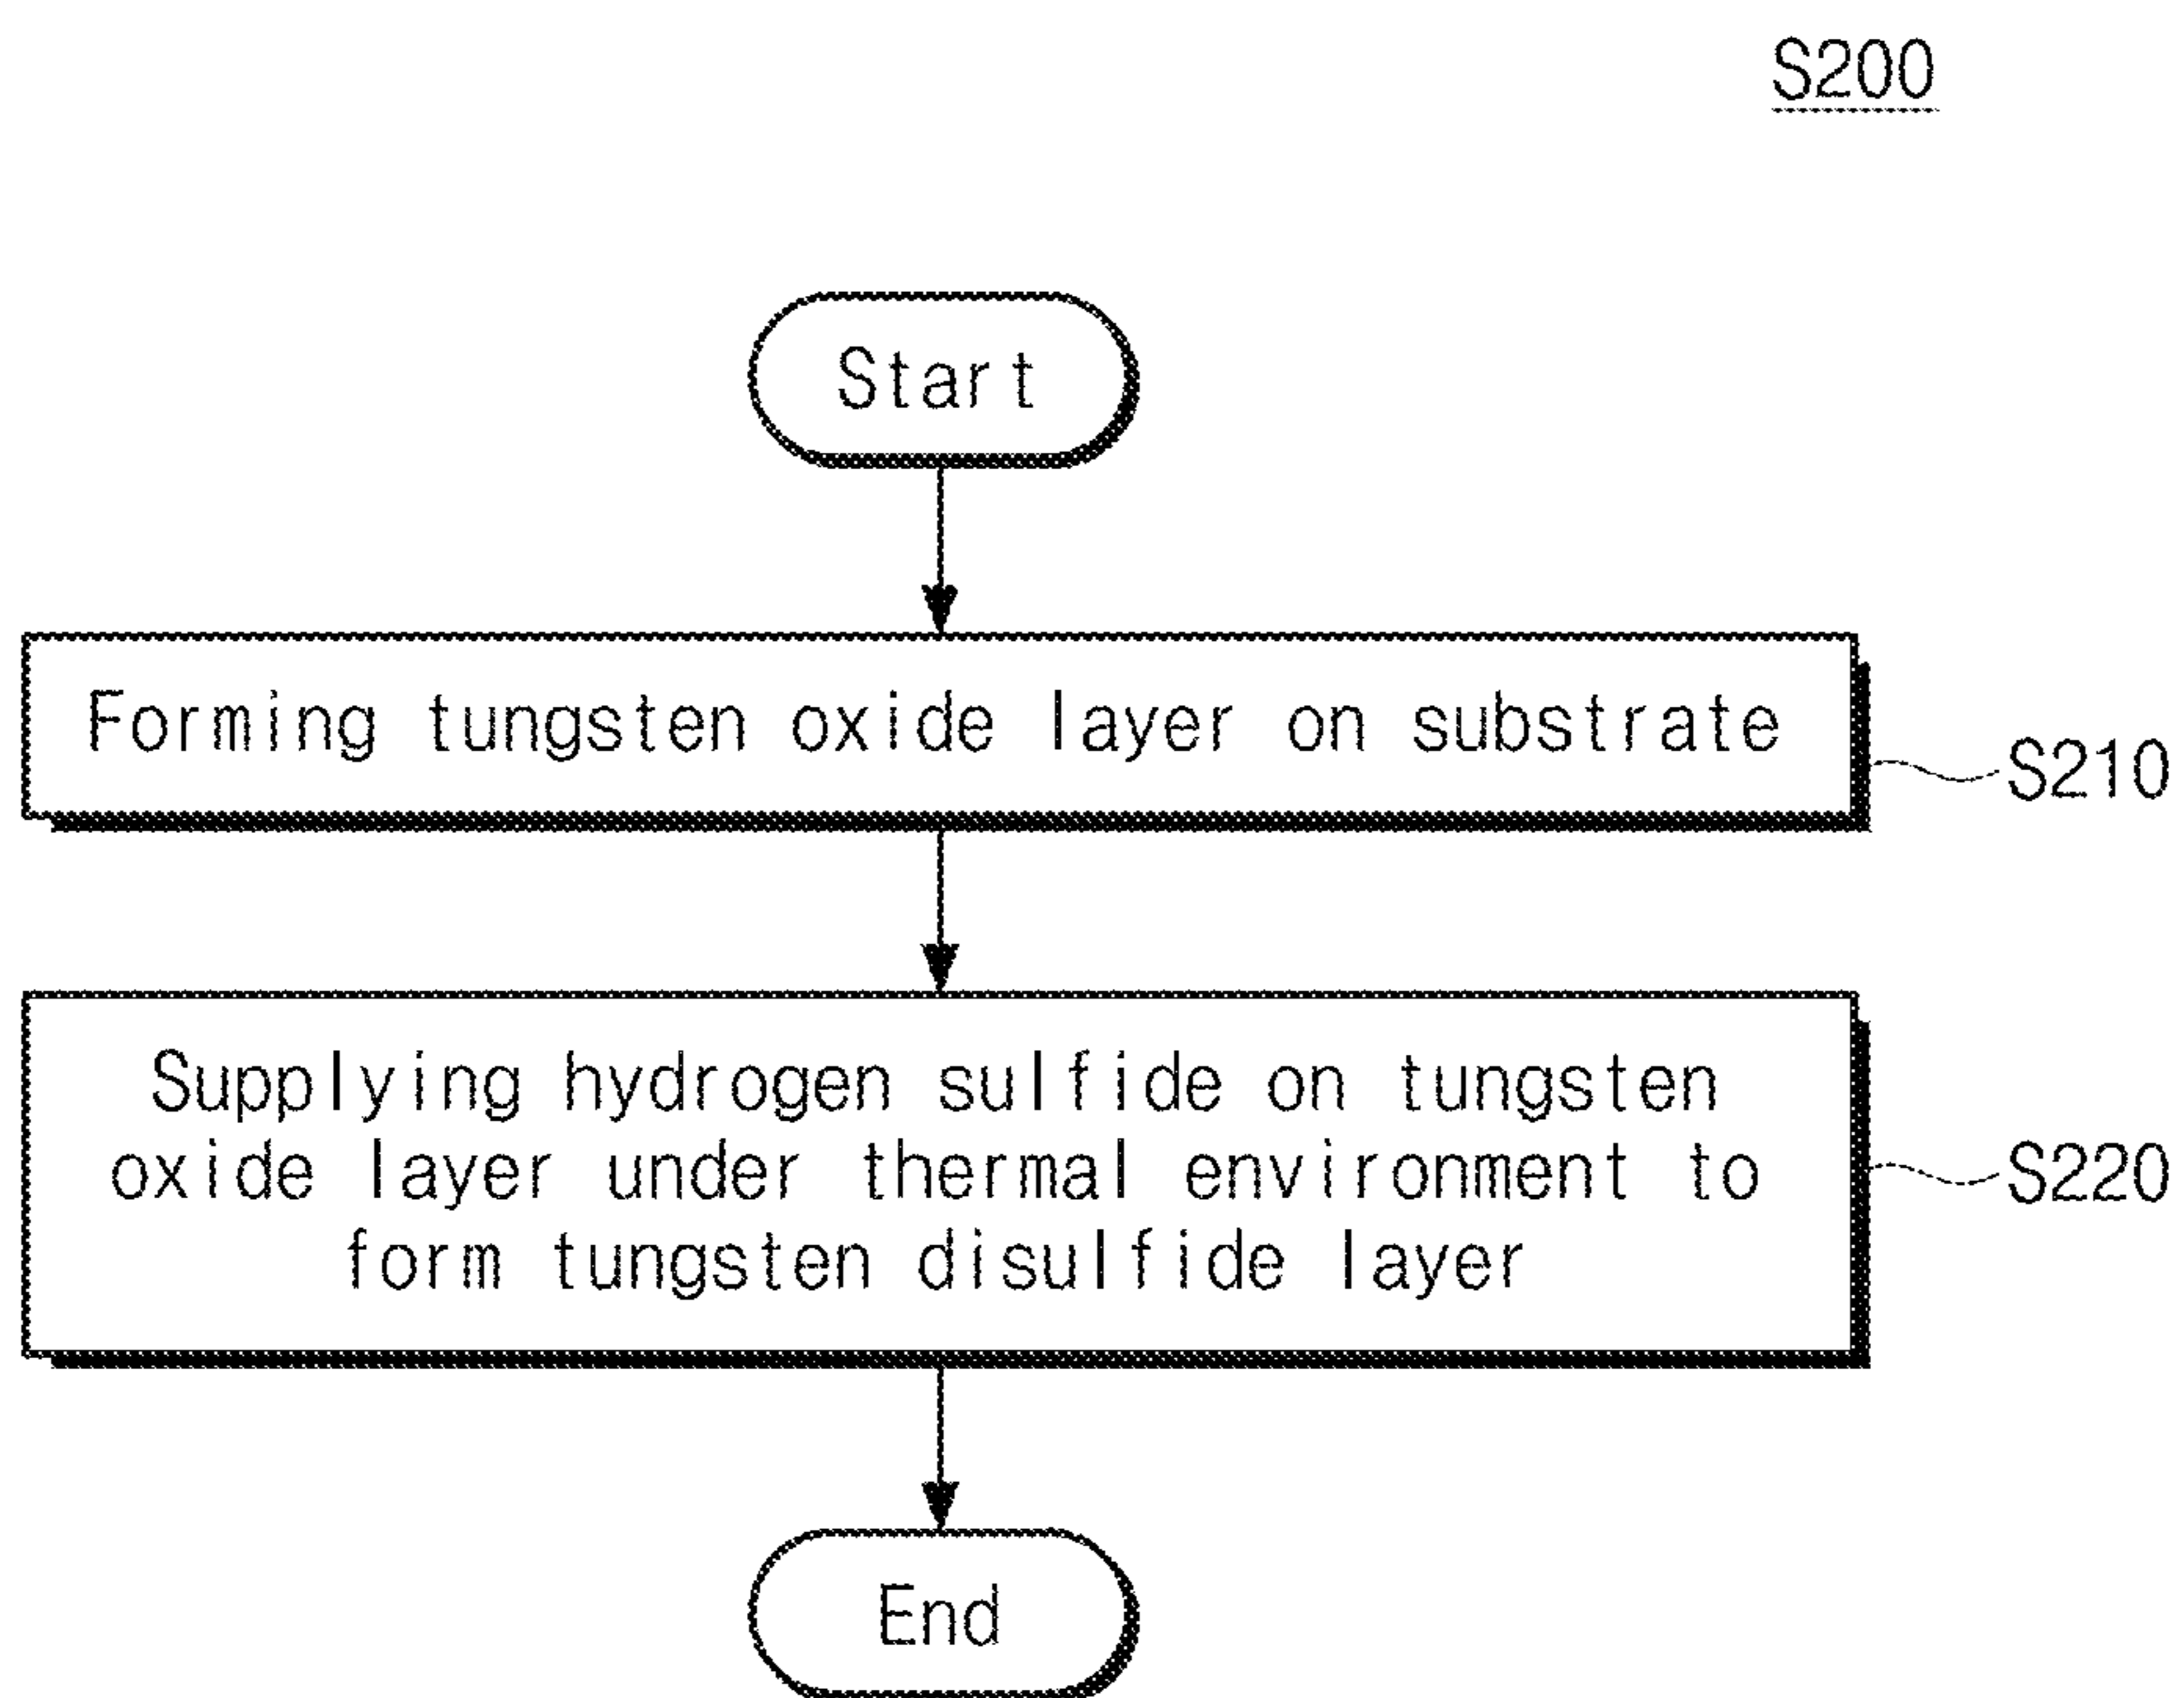 S200
Start
Forming tungsten oxide layer on substrate
S210
Supplying hydrogen sulfide on tungsten
oxide layer under thermal environment to
form tungsten disulfide layer
S220
End